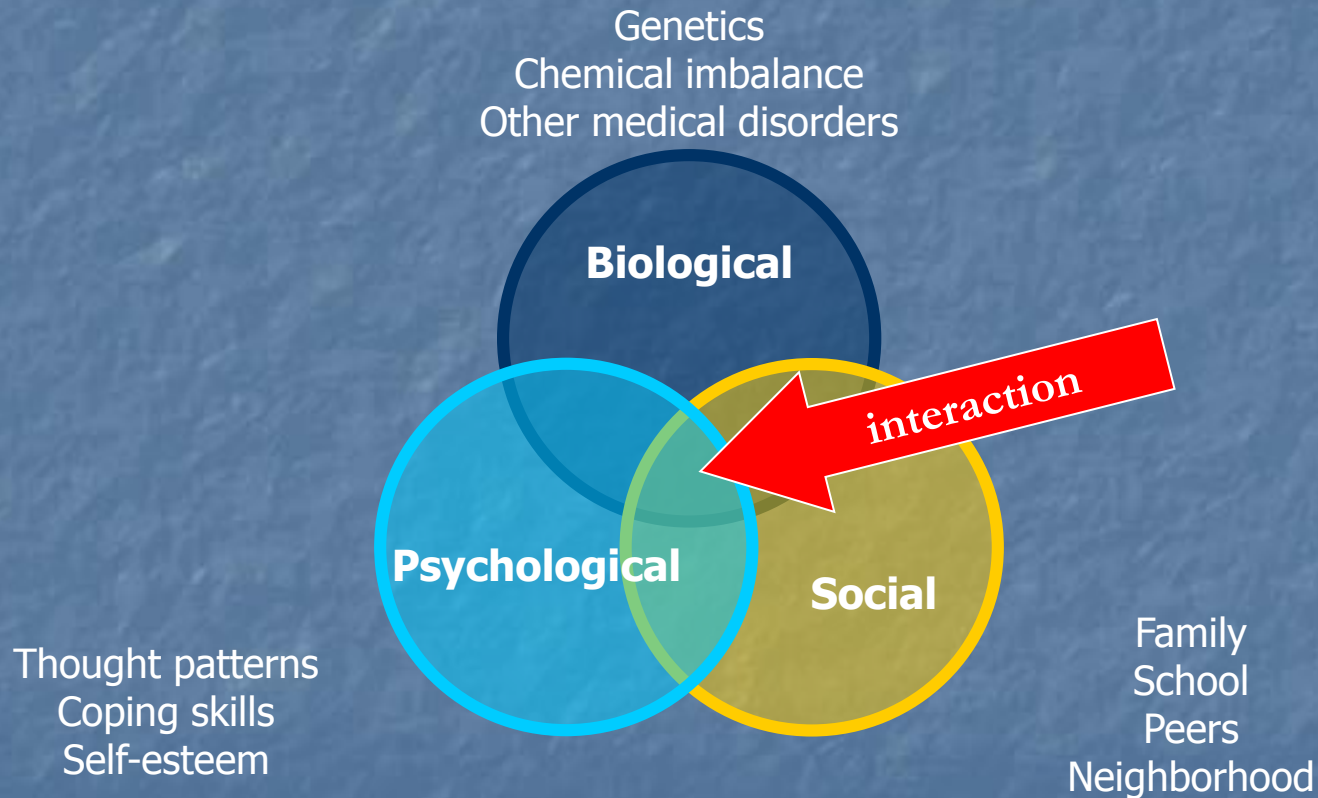 Genetics
Chemical imbalance
Other medical disorders
Biological
interaction
Psychological
Social
Thought patterns
Coping skills
Self-esteem
Family
School
Peers
Neighborhood